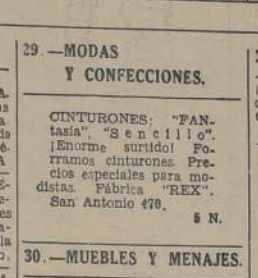 29.—MODAS
Y CONFECCIONES.
CINTURONES: "FAN-
tasía". "Sencillo".
¡Enorme surtido! Fo-
rramos cinturones. Pre-
cios especiales para mo-
distas. Fábrica "REX".
San Antonio 478.
5 N.
30.—MUEBLES Y MENAJES.